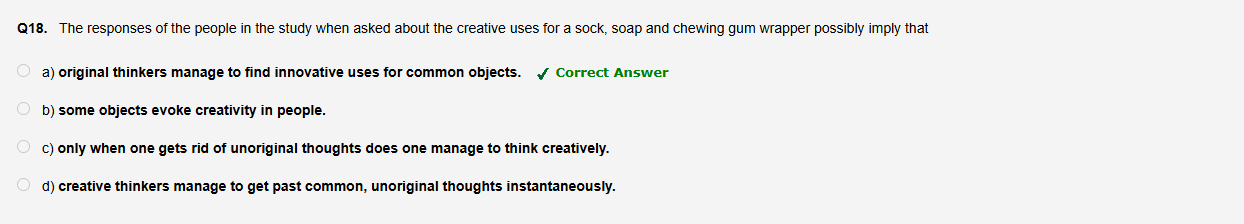 Q18. The responses of the people in the study when asked about the creative uses for a sock, soap and chewing gum wrapper possibly imply that
a) original thinkers manage to find innovative uses for common objects. ✓ Correct Answer
b) some objects evoke creativity in people.
c) only when one gets rid of unoriginal thoughts does one manage to think creatively.
d) creative thinkers manage to get past common, unoriginal thoughts instantaneously.